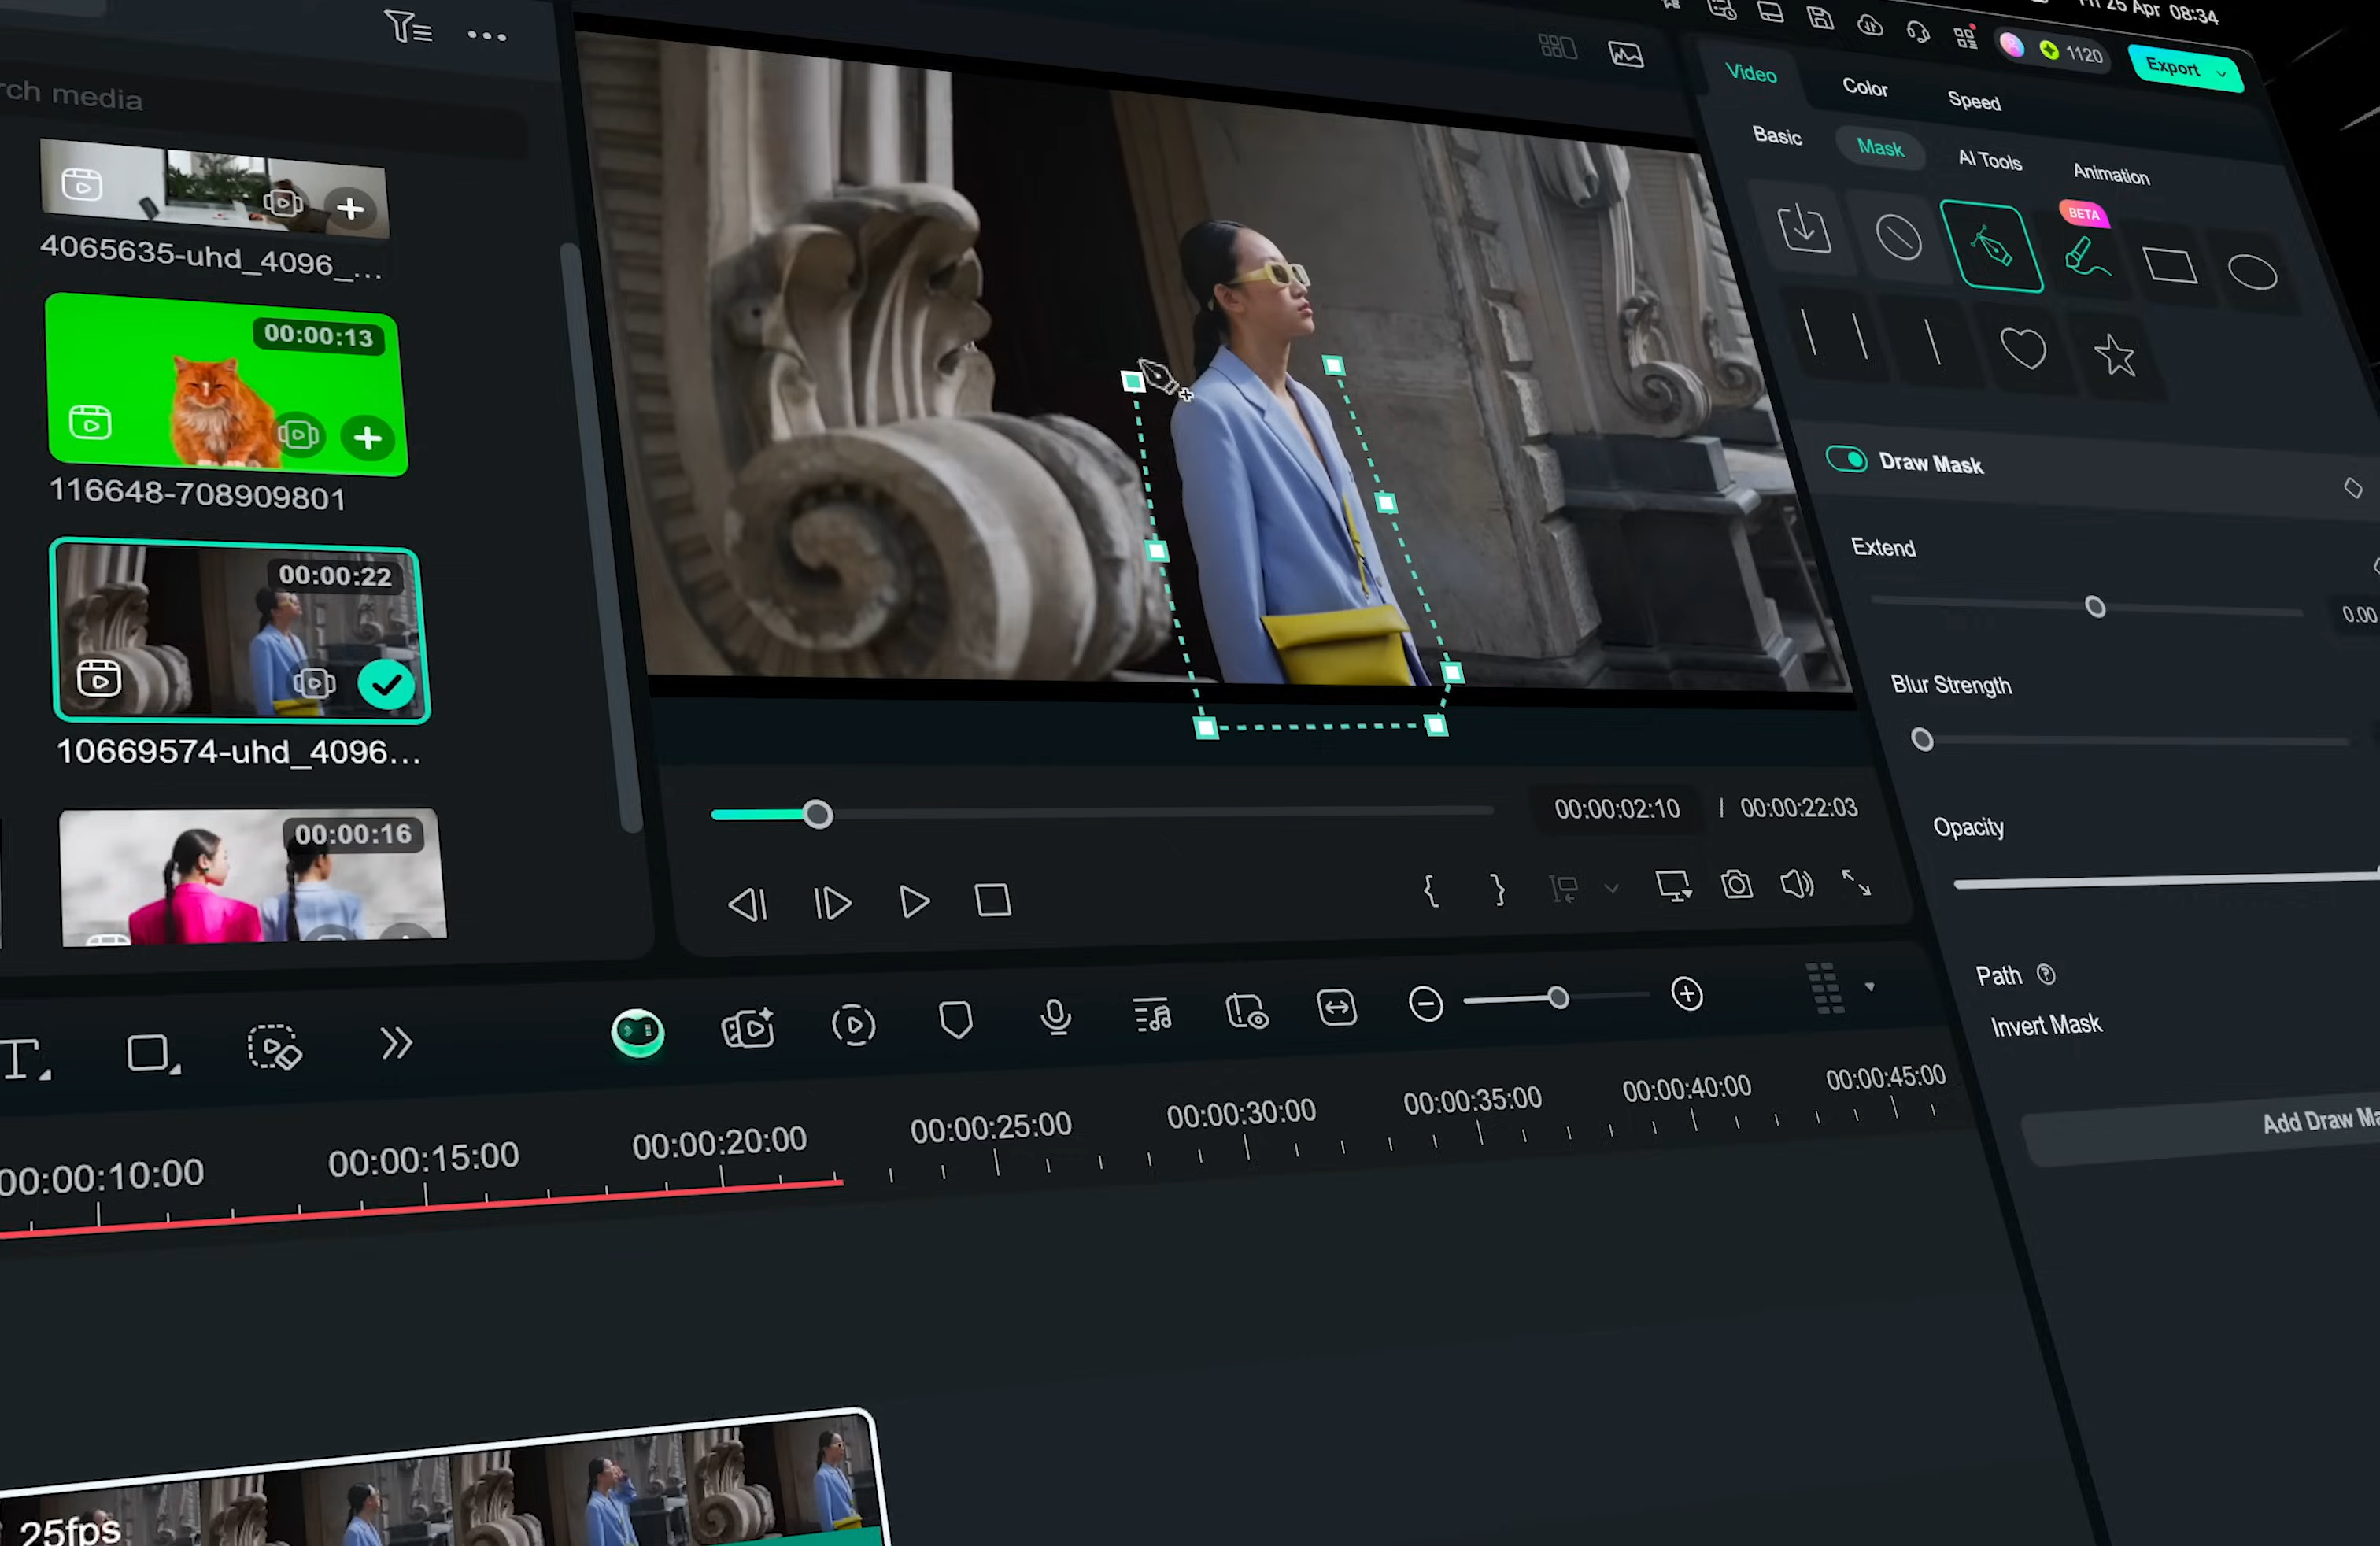 25 Apr 08:34
1120
Export
Video
Color
Speed
Basic
Mask
AI Tools
Animation
BETA
Draw Mask
Extend
0.00
Blur Strength
Opacity
Path
Invert Mask
Add Draw
media
4065635-uhd_4096_...
00:00:13
116648-708909801
00:00:22
10669574-uhd_4096...
00:00:16
00:00:02:10 / 00:00:22:03
00:00:10:00
00:00:15:00
00:00:20:00
00:00:25:00
00:00:30:00
00:00:35:00
00:00:40:00
00:00:45:00
25fps